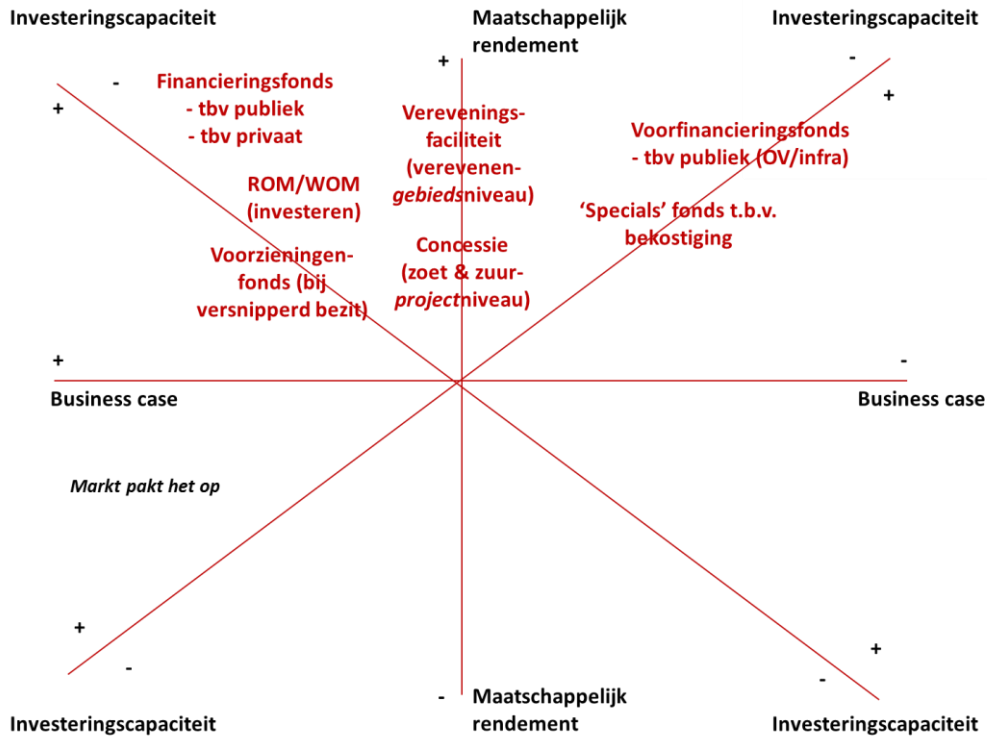 Investeringscapaciteit
Maatschappelijk
rendement
Investeringscapaciteit
+
-
+
-
+
Financieringsfonds
- tbv publiek
- tbv privaat
Verevenings-
faciliteit
(verevenen-
gebiedsniveau)
Voorfinancieringsfonds
- tbv publiek (OV/infra)
ROM/WOM
(investeren)
'Specials' fonds t.b.v.
bekostiging
Voorzieningen-
fonds (bij
versnipperd bezit)
Concessie
(zoet & zuur-
projectniveau)
+
-
Business case
Business case
Markt pakt het op
+
-
+
-
-
Maatschappelijk
rendement
Investeringscapaciteit
Investeringscapaciteit